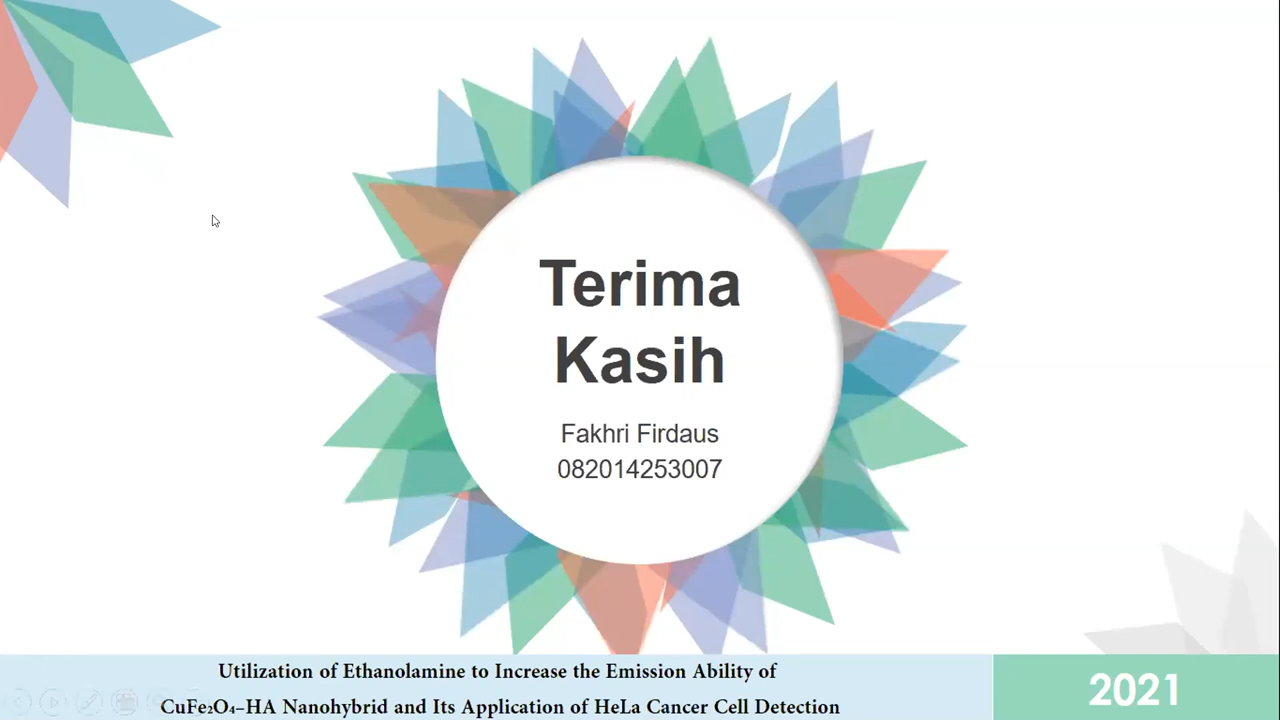 Terima
Kasih
Fakhri Firdaus
082014253007
Utilization of Ethanolamine to Increase the Emission Ability of
CuFe₂O₄–HA Nanohybrid and Its Application of HeLa Cancer Cell Detection
2021